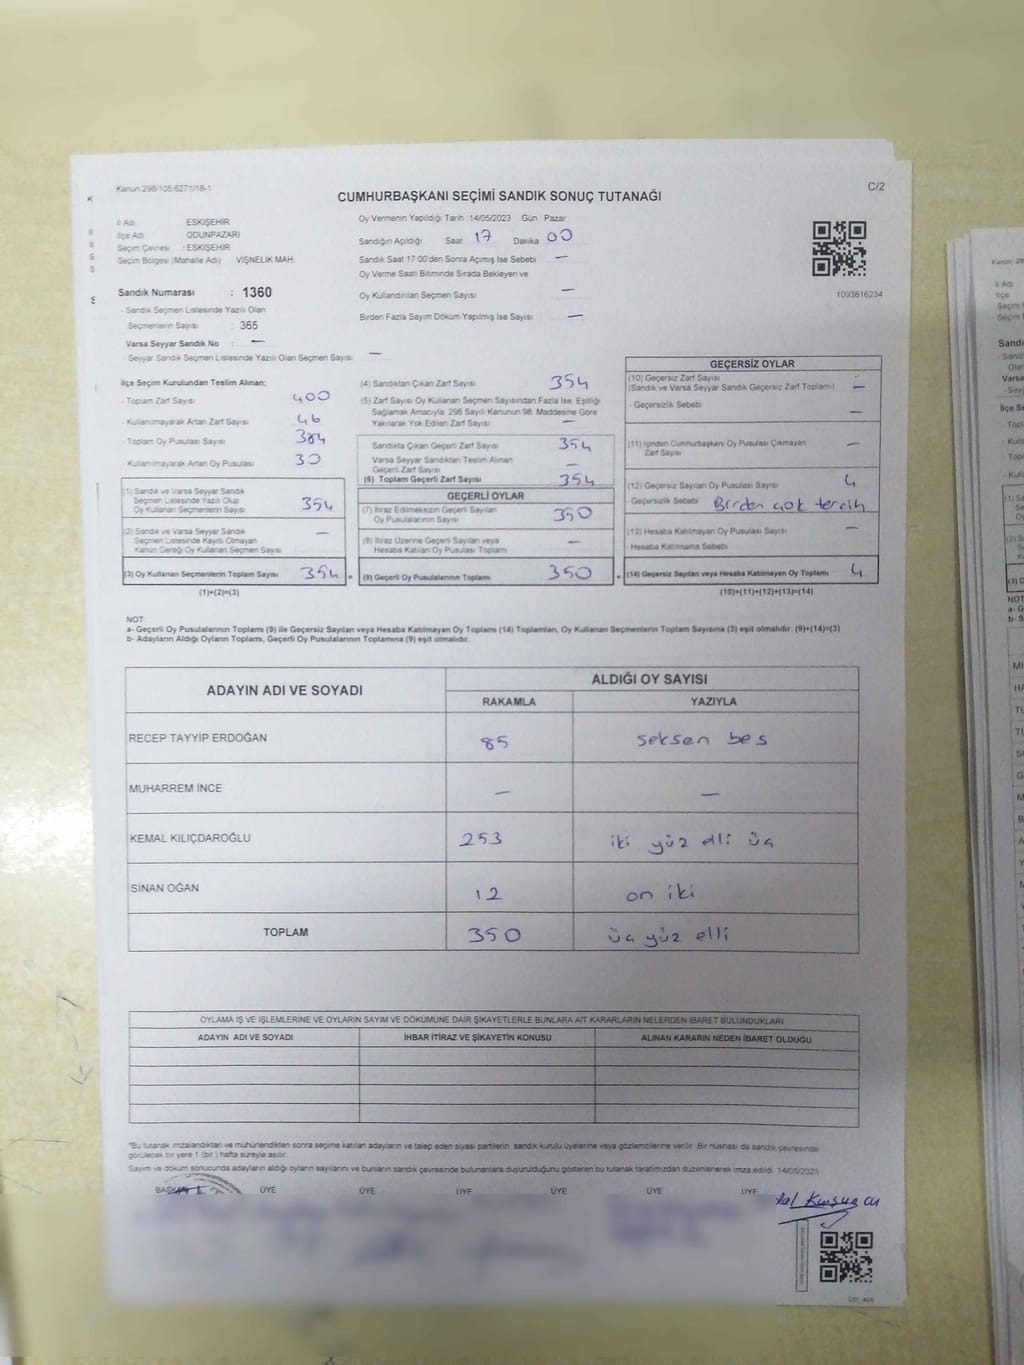 Kanun:298/105;6271/18-1
C/2
CUMHURBAŞKANI SEÇİMİ SANDIK SONUÇ TUTANAĞI
İl Adı ESKİŞEHİR
İlçe Adı ODUNPAZARI
Seçim Çevresi : ESKİŞEHİR
Seçim Bölgesi (Mahalle Adı) VİŞNELİK MAH.
Sandık Numarası : 1360
- Sandık Seçmen Listesinde Yazılı Olan
Seçmenlerin Sayısı : 365
Varsa Seyyar Sandık No : —
- Seyyar Sandık Seçmen Listesinde Yazılı Olan Seçmen Sayısı —
Oy Vermenin Yapıldığı Tarih 14/05/2023 Gün Pazar
Sandığın Açıldığı Saat 17 Dakika 00
Sandık Saat 17:00'den Sonra Açımış İse Sebebi —
Oy Verme Saati Bitiminde Sırada Bekleyen ve
Oy Kullandırılan Seçmen Sayısı —
Birden Fazla Sayım Döküm Yapılmış İse Sayısı —
1093816234
İlçe Seçim Kurulundan Teslim Alınan;
- Toplam Zarf Sayısı 400
- Kullanılmayarak Artan Zarf Sayısı 46
- Toplam Oy Pusulası Sayısı 384
- Kullanılmayarak Artan Oy Pusulası 30
(1) Sandık ve Varsa Seyyar Sandık
Seçmen Listesinde Yazılı Olup
Oy Kullanan Seçmenlerin Sayısı 354
(2) Sandık ve Varsa Seyyar Sandık
Seçmen Listesinde Kayıtlı Olmayan
Kanun Gereği Oy Kullanan Seçmen Sayısı —
(3) Oy Kullanan Seçmenlerin Toplam Sayısı 354 =
(1)+(2)=(3)
(4) Sandıktan Çıkan Zarf Sayısı 354
(5) Zarf Sayısı Oy Kullanan Seçmen Sayısından Fazla İse, Eşitliği
Sağlamak Amacıyla, 298 Sayılı Kanunun 98. Maddesine Göre
Yakılarak Yok Edilen Zarf Sayısı —
Sandıkta Çıkan Geçerli Zarf Sayısı 354
Varsa Seyyar Sandıktan Teslim Alınan
Geçerli Zarf Sayısı —
(6) Toplam Geçerli Zarf Sayısı 354
GEÇERLİ OYLAR
(7) İtiraz Edilmeksizin Geçerli Sayılan
Oy Pusulalarının Sayısı 350
(8) İtiraz Üzerine Geçerli Sayılan veya
Hesaba Katılan Oy Pusulası Toplamı —
(9) Geçerli Oy Pusulalarının Toplamı 350 +
GEÇERSİZ OYLAR
(10) Geçersiz Zarf Sayısı
(Sandık ve Varsa Seyyar Sandık Geçersiz Zarf Toplamı) —
- Geçersizlik Sebebi —
(11) İçinden Cumhurbaşkanı Oy Pusulası Çıkmayan
Zarf Sayısı —
(12) Geçersiz Sayılan Oy Pusulası Sayısı 4
- Geçersizlik Sebebi Birden çok tercih
(13) Hesaba Katılmayan Oy Pusulası Sayısı —
- Hesaba Katılmama Sebebi
(14) Geçersiz Sayılan veya Hesaba Katılmayan Oy Toplamı 4
(10)+(11)+(12)+(13)=(14)
NOT:
a- Geçerli Oy Pusulalarının Toplamı (9) ile Geçersiz Sayılan veya Hesaba Katılmayan Oy Toplamı (14) Toplamları, Oy Kullanan Seçmenlerin Toplam Sayısına (3) eşit olmalıdır. (9)+(14)=(3)
b- Adayların Aldığı Oyların Toplamı, Geçerli Oy Pusulalarının Toplamına (9) eşit olmalıdır.
ADAYIN ADI VE SOYADI
ALDIĞI OY SAYISI
RAKAMLA YAZIYLA
RECEP TAYYİP ERDOĞAN 85 seksen beş
MUHARREM İNCE — —
KEMAL KILIÇDAROĞLU 253 iki yüz elli üç
SİNAN OĞAN 12 on iki
TOPLAM 350 üç yüz elli
OYLAMA İŞ VE İŞLEMLERİNE VE OYLARIN SAYIM VE DÖKÜMÜNE DAİR ŞİKAYETLERLE BUNLARA AİT KARARLARIN NELERDEN İBARET BULUNDUKLARI
ADAYIN ADI VE SOYADI İHBAR İTİRAZ VE ŞİKAYETİN KONUSU ALINAN KARARIN NEDEN İBARET OLDUĞU
*Bu tutanak imzalandıktan ve mühürlendikten sonra seçime katılan adayların ve talep eden siyasi partilerin sandık kurulu üyelerine veya gözlemcilerine verilir. Bir nüshası da sandık çevresinde
görülecek bir yere 1 (bir) hafta süreyle asılır.
Sayım ve döküm sonucunda adayların aldığı oyların sayılarını ve bunların sandık çevresinde bulunanlara duyurulduğunu gösteren bu tutanak tarafımızdan düzenlenerek imza edildi. 14/05/2023
BAŞKAN ÜYE ÜYE ÜYE ÜYE ÜYE ÜYE